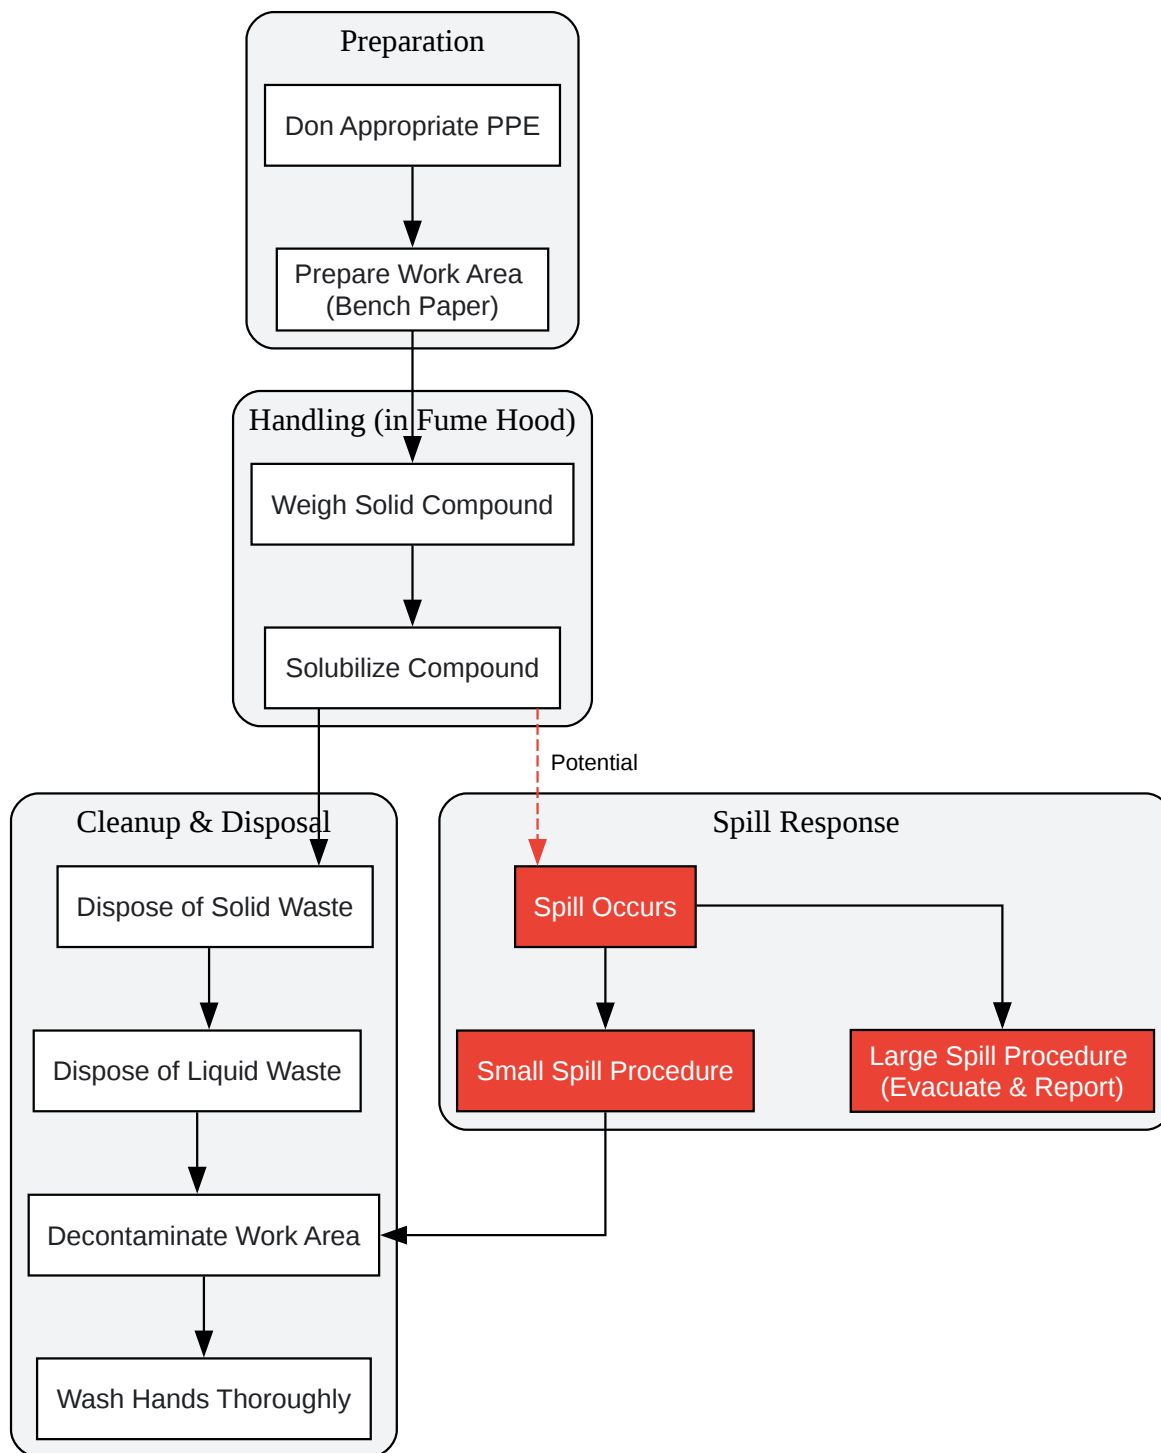 Preparation
Don Appropriate PPE
Prepare Work Area
(Bench Paper)
Handling (in Fume Hood)
Weigh Solid Compound
Solubilize Compound
Potential
Cleanup & Disposal
Dispose of Solid Waste
Dispose of Liquid Waste
Decontaminate Work Area
Wash Hands Thoroughly
Spill Response
Spill Occurs
Small Spill Procedure
Large Spill Procedure
(Evacuate & Report)